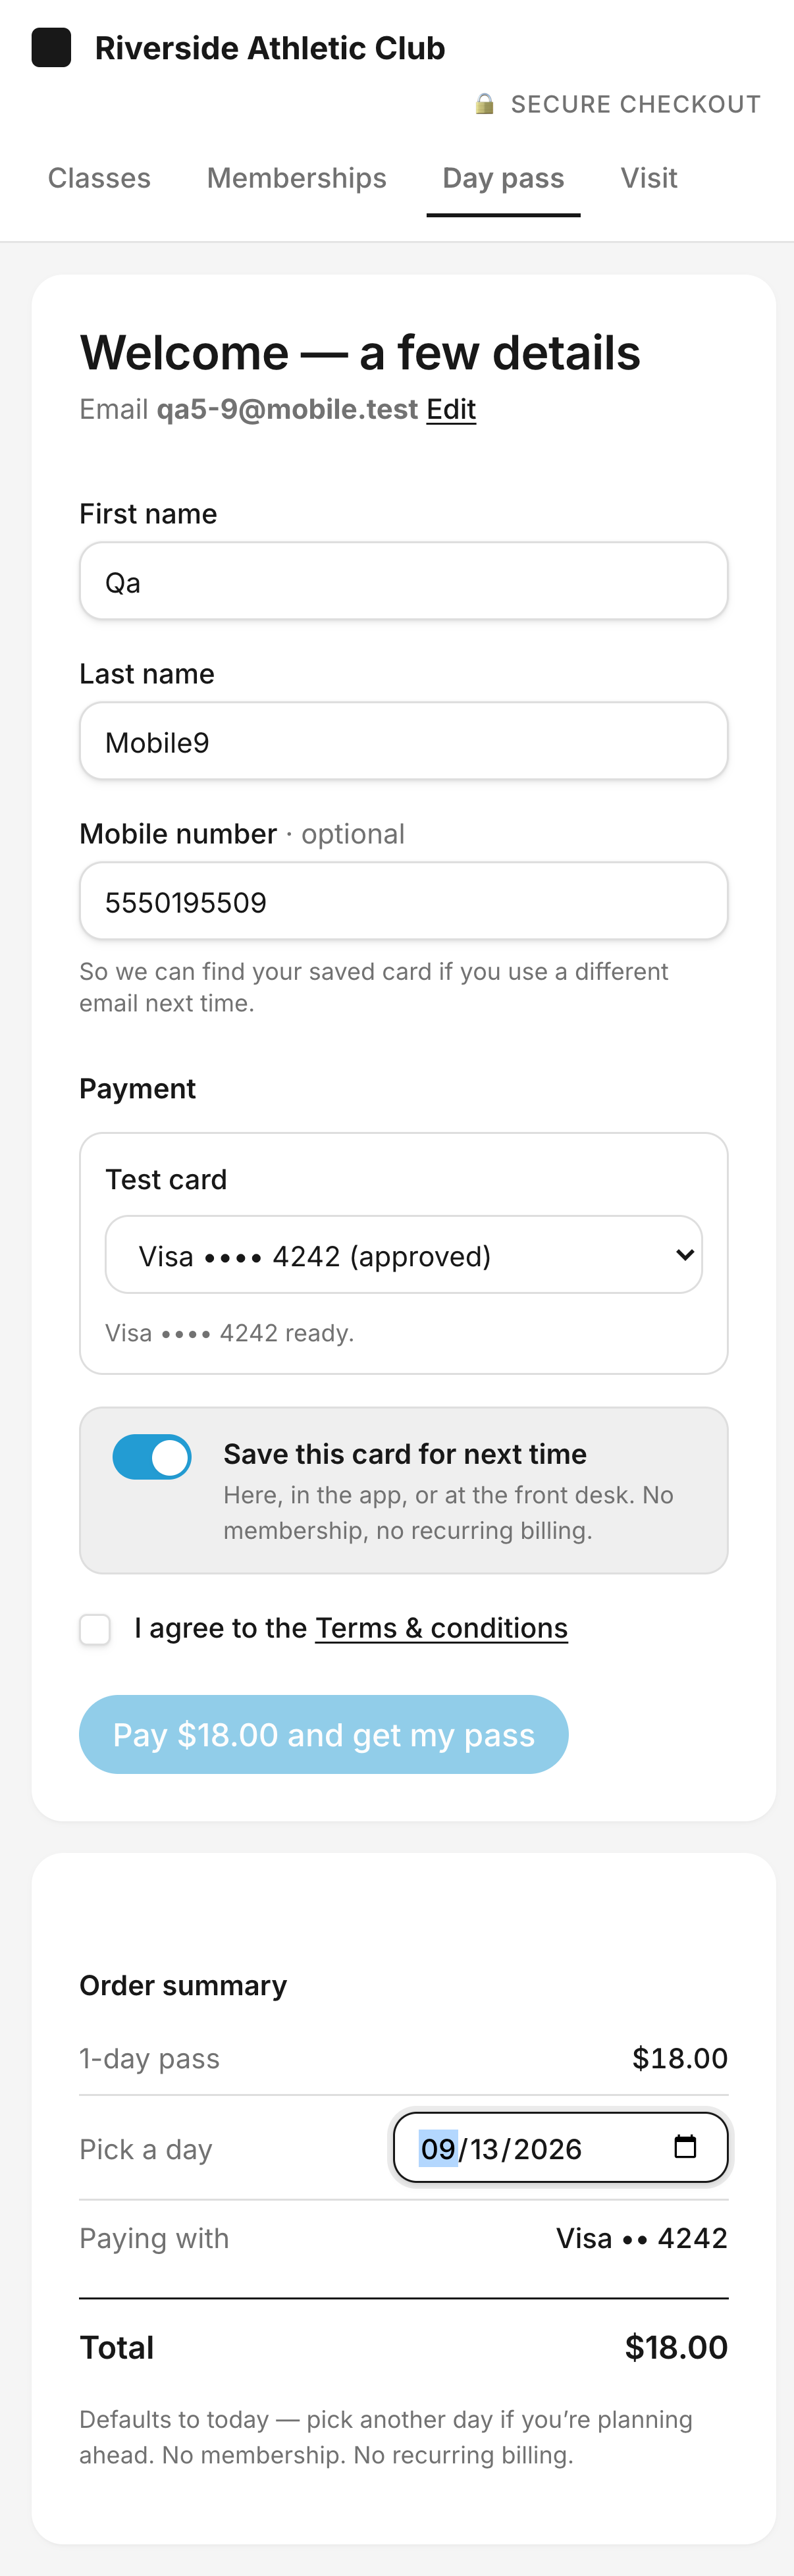 Riverside Athletic Club
🔒 SECURE CHECKOUT
Classes Memberships Day pass Visit
Welcome — a few details
Email qa5-9@mobile.test Edit
First name
Qa
Last name
Mobile9
Mobile number · optional
5550195509
So we can find your saved card if you use a different
email next time.
Payment
Test card
Visa •••• 4242 (approved)
Visa •••• 4242 ready.
Save this card for next time
Here, in the app, or at the front desk. No
membership, no recurring billing.
I agree to the Terms & conditions
Pay $18.00 and get my pass
Order summary
1-day pass $18.00
Pick a day 09/13/2026
Paying with Visa •• 4242
Total $18.00
Defaults to today — pick another day if you’re planning
ahead. No membership. No recurring billing.